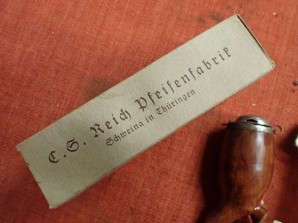 C. S. Reich Pfeifenfabrik
Schweina in Thüringen